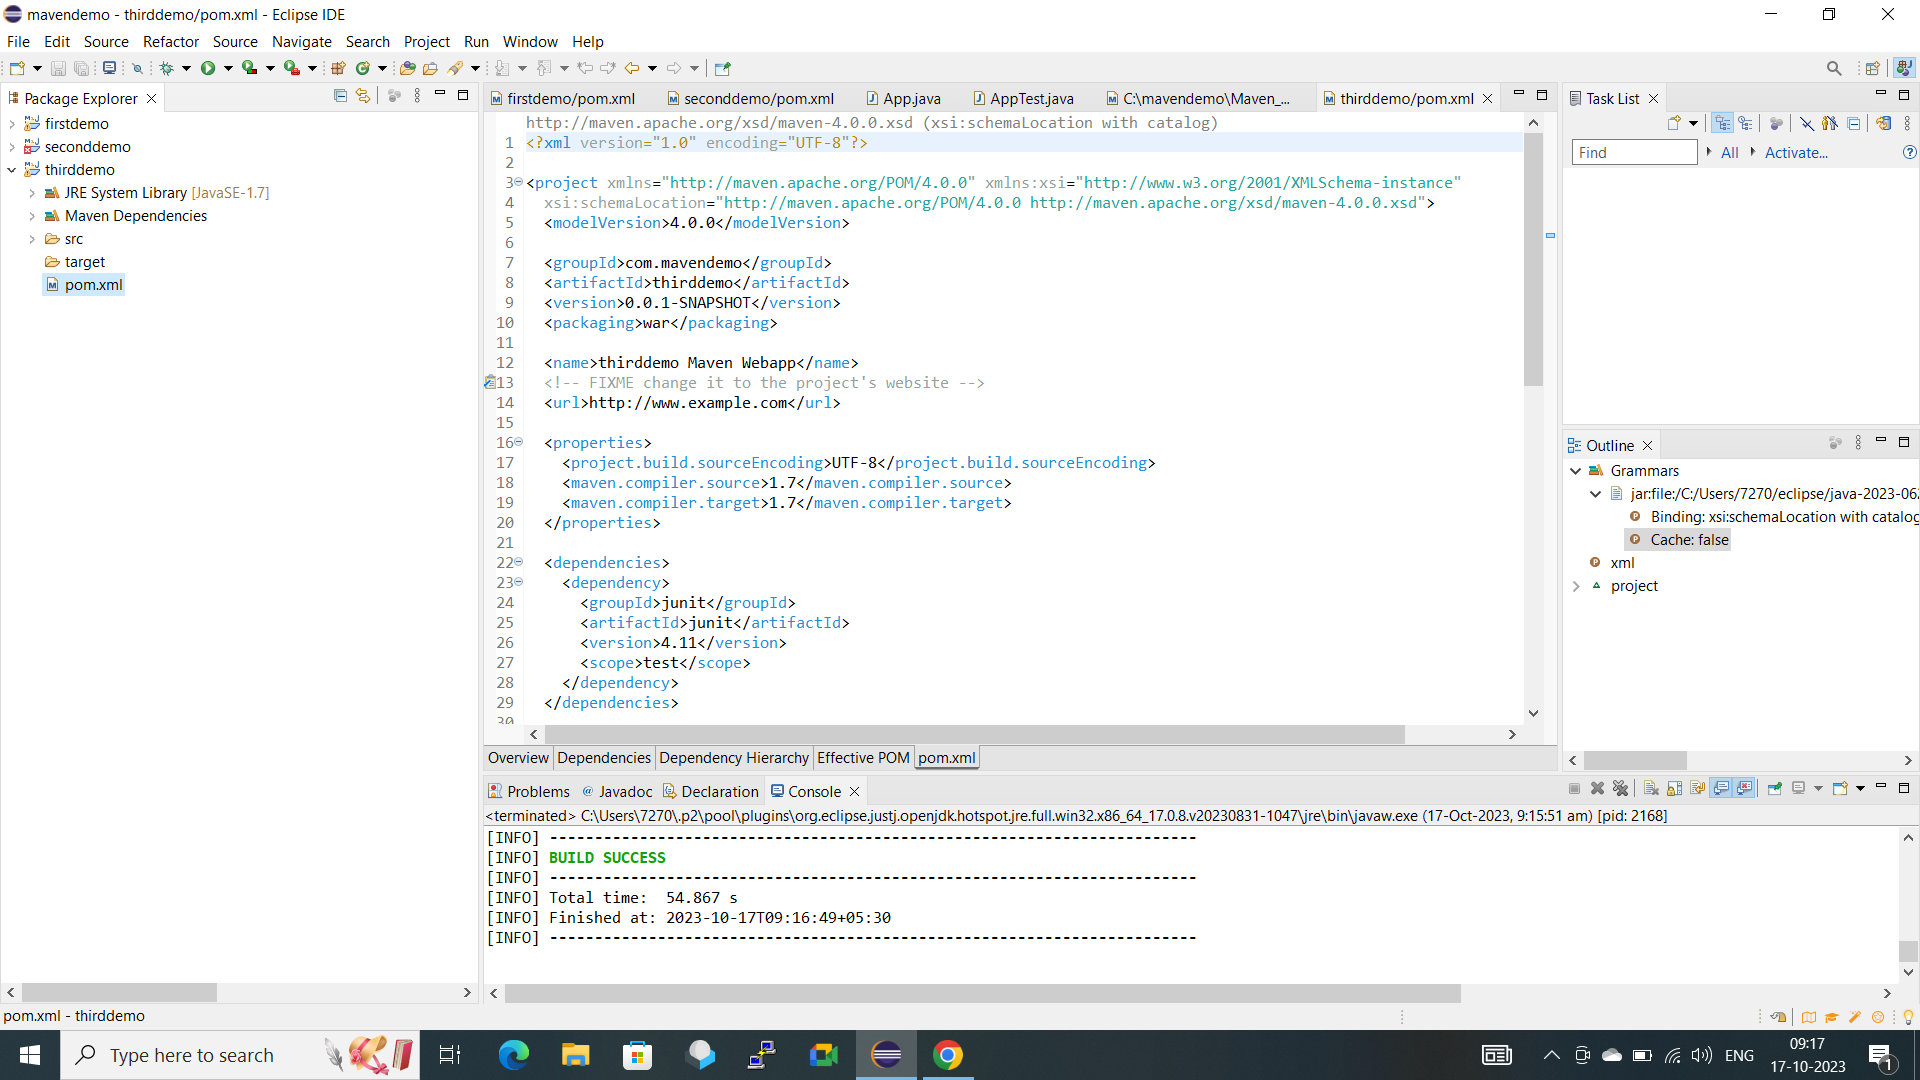 mavendemo - thirddemo/pom.xml - Eclipse IDE
File Edit Source Refactor Source Navigate Search Project Run Window Help
Package Explorer
firstdemo
seconddemo
thirddemo
JRE System Library [JavaSE-1.7]
Maven Dependencies
src
target
pom.xml
firstdemo/pom.xml seconddemo/pom.xml App.java AppTest.java C:\mavendemo\Maven_... thirddemo/pom.xml
http://maven.apache.org/xsd/maven-4.0.0.xsd (xsi:schemaLocation with catalog)
1 <?xml version="1.0" encoding="UTF-8"?>
2
3 <project xmlns="http://maven.apache.org/POM/4.0.0" xmlns:xsi="http://www.w3.org/2001/XMLSchema-instance"
4 xsi:schemaLocation="http://maven.apache.org/POM/4.0.0 http://maven.apache.org/xsd/maven-4.0.0.xsd">
5 <modelVersion>4.0.0</modelVersion>
6
7 <groupId>com.mavendemo</groupId>
8 <artifactId>thirddemo</artifactId>
9 <version>0.0.1-SNAPSHOT</version>
10 <packaging>war</packaging>
11
12 <name>thirddemo Maven Webapp</name>
13 <!-- FIXME change it to the project's website -->
14 <url>http://www.example.com</url>
15
16 <properties>
17 <project.build.sourceEncoding>UTF-8</project.build.sourceEncoding>
18 <maven.compiler.source>1.7</maven.compiler.source>
19 <maven.compiler.target>1.7</maven.compiler.target>
20 </properties>
21
22 <dependencies>
23 <dependency>
24 <groupId>junit</groupId>
25 <artifactId>junit</artifactId>
26 <version>4.11</version>
27 <scope>test</scope>
28 </dependency>
29 </dependencies>
30
Overview Dependencies Dependency Hierarchy Effective POM pom.xml
Task List
Find All Activate...
Outline
Grammars
jar:file:/C:/Users/7270/eclipse/java-2023-06
Binding: xsi:schemaLocation with catalog
Cache: false
xml
project
Problems @ Javadoc Declaration Console
<terminated> C:\Users\7270\.p2\pool\plugins\org.eclipse.justj.openjdk.hotspot.jre.full.win32.x86_64_17.0.8.v20230831-1047\jre\bin\javaw.exe (17-Oct-2023, 9:15:51 am) [pid: 2168]
[INFO] ------------------------------------------------------------------------
[INFO] BUILD SUCCESS
[INFO] ------------------------------------------------------------------------
[INFO] Total time:  54.867 s
[INFO] Finished at: 2023-10-17T09:16:49+05:30
[INFO] ------------------------------------------------------------------------
pom.xml - thirddemo
Type here to search
ENG
09:17
17-10-2023
1